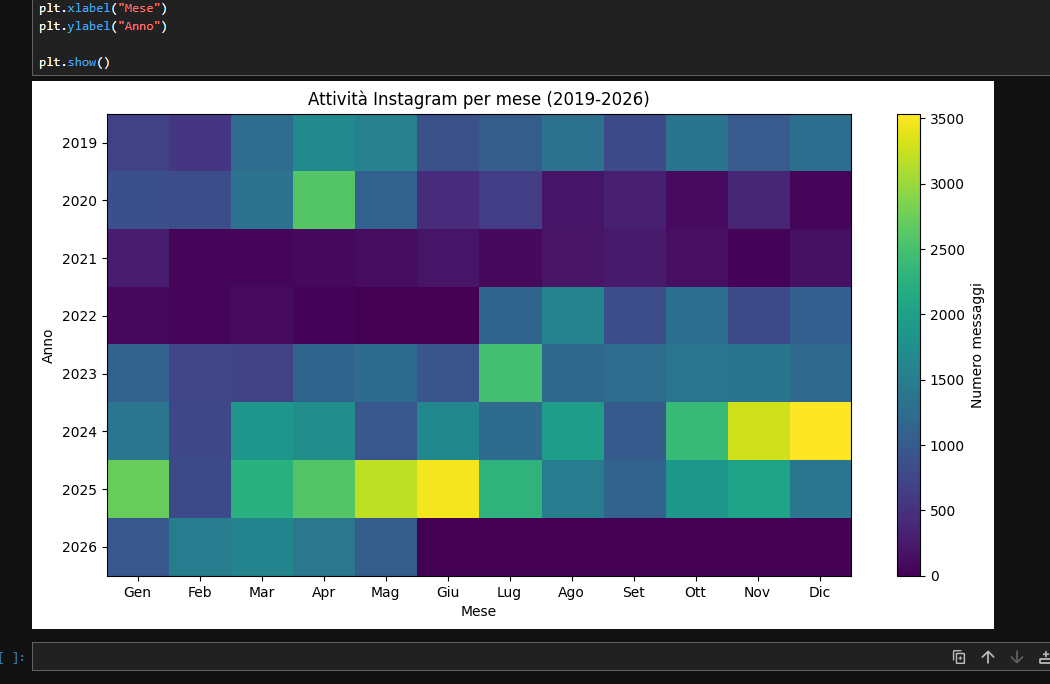 plt.xlabel("Mese")
plt.ylabel("Anno")
plt.show()
Attività Instagram per mese (2019-2026)
2019
2020
2021
2022
2023
2024
2025
2026
Anno
Gen Feb Mar Apr Mag Giu Lug Ago Set Ott Nov Dic
Mese
3500
3000
2500
2000
1500
1000
500
0
Numero messaggi
[ ]: